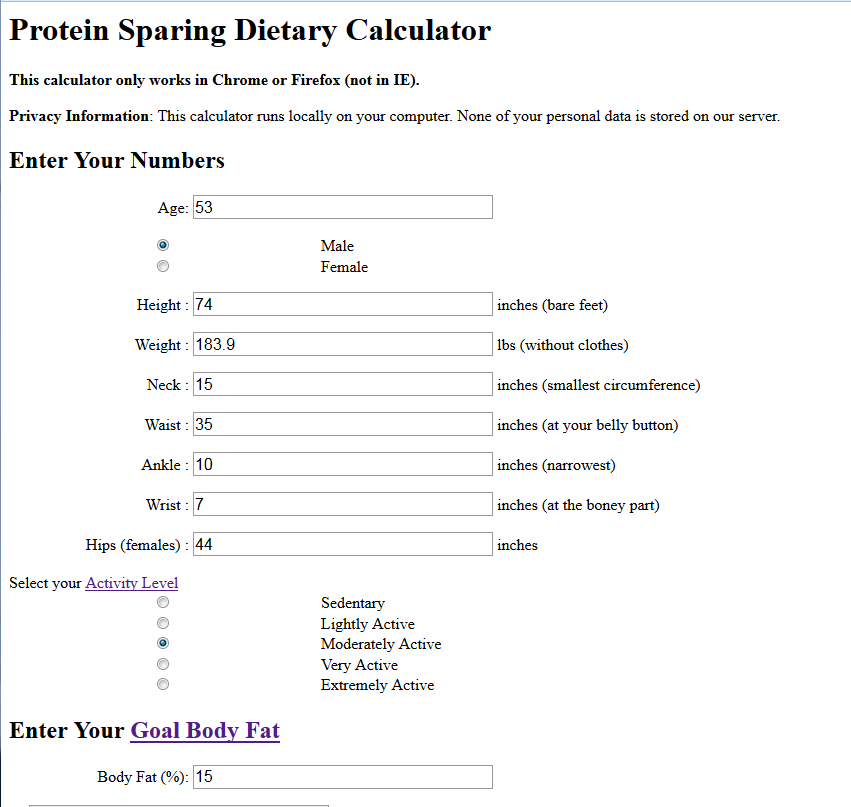 Protein Sparing Dietary Calculator
This calculator only works in Chrome or Firefox (not in IE).
Privacy Information: This calculator runs locally on your computer. None of your personal data is stored on our server.
Enter Your Numbers
Age: 53
Male
Female
Height : 74 inches (bare feet)
Weight : 183.9 lbs (without clothes)
Neck : 15 inches (smallest circumference)
Waist : 35 inches (at your belly button)
Ankle : 10 inches (narrowest)
Wrist : 7 inches (at the boney part)
Hips (females) : 44 inches
Select your Activity Level
Sedentary
Lightly Active
Moderately Active
Very Active
Extremely Active
Enter Your Goal Body Fat
Body Fat (%): 15